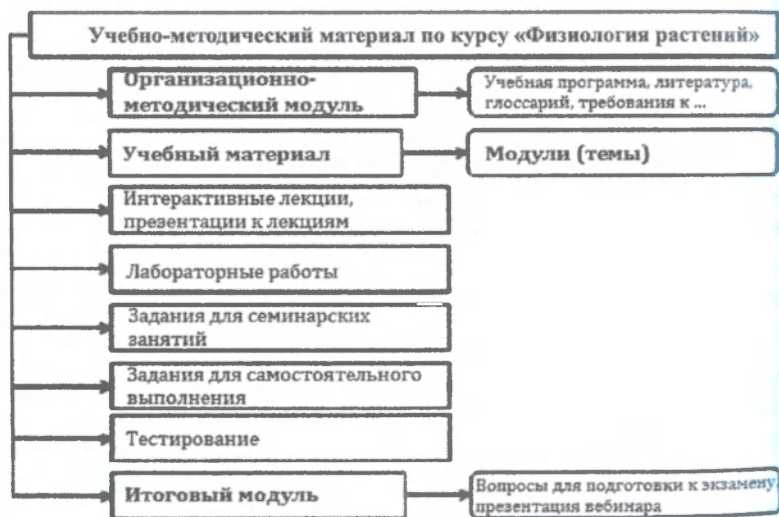 Учебно-методический материал по курсу «Физиология растений»
Организационно-
методический модуль
Учебная программа, литература,
глоссарий, требования к ...
Учебный материал
Модули (темы)
Интерактивные лекции,
презентации к лекциям
Лабораторные работы
Задания для семинарских
занятий
Задания для самостоятельного
выполнения
Тестирование
Итоговый модуль
Вопросы для подготовки к экзамену,
презентация вебинара